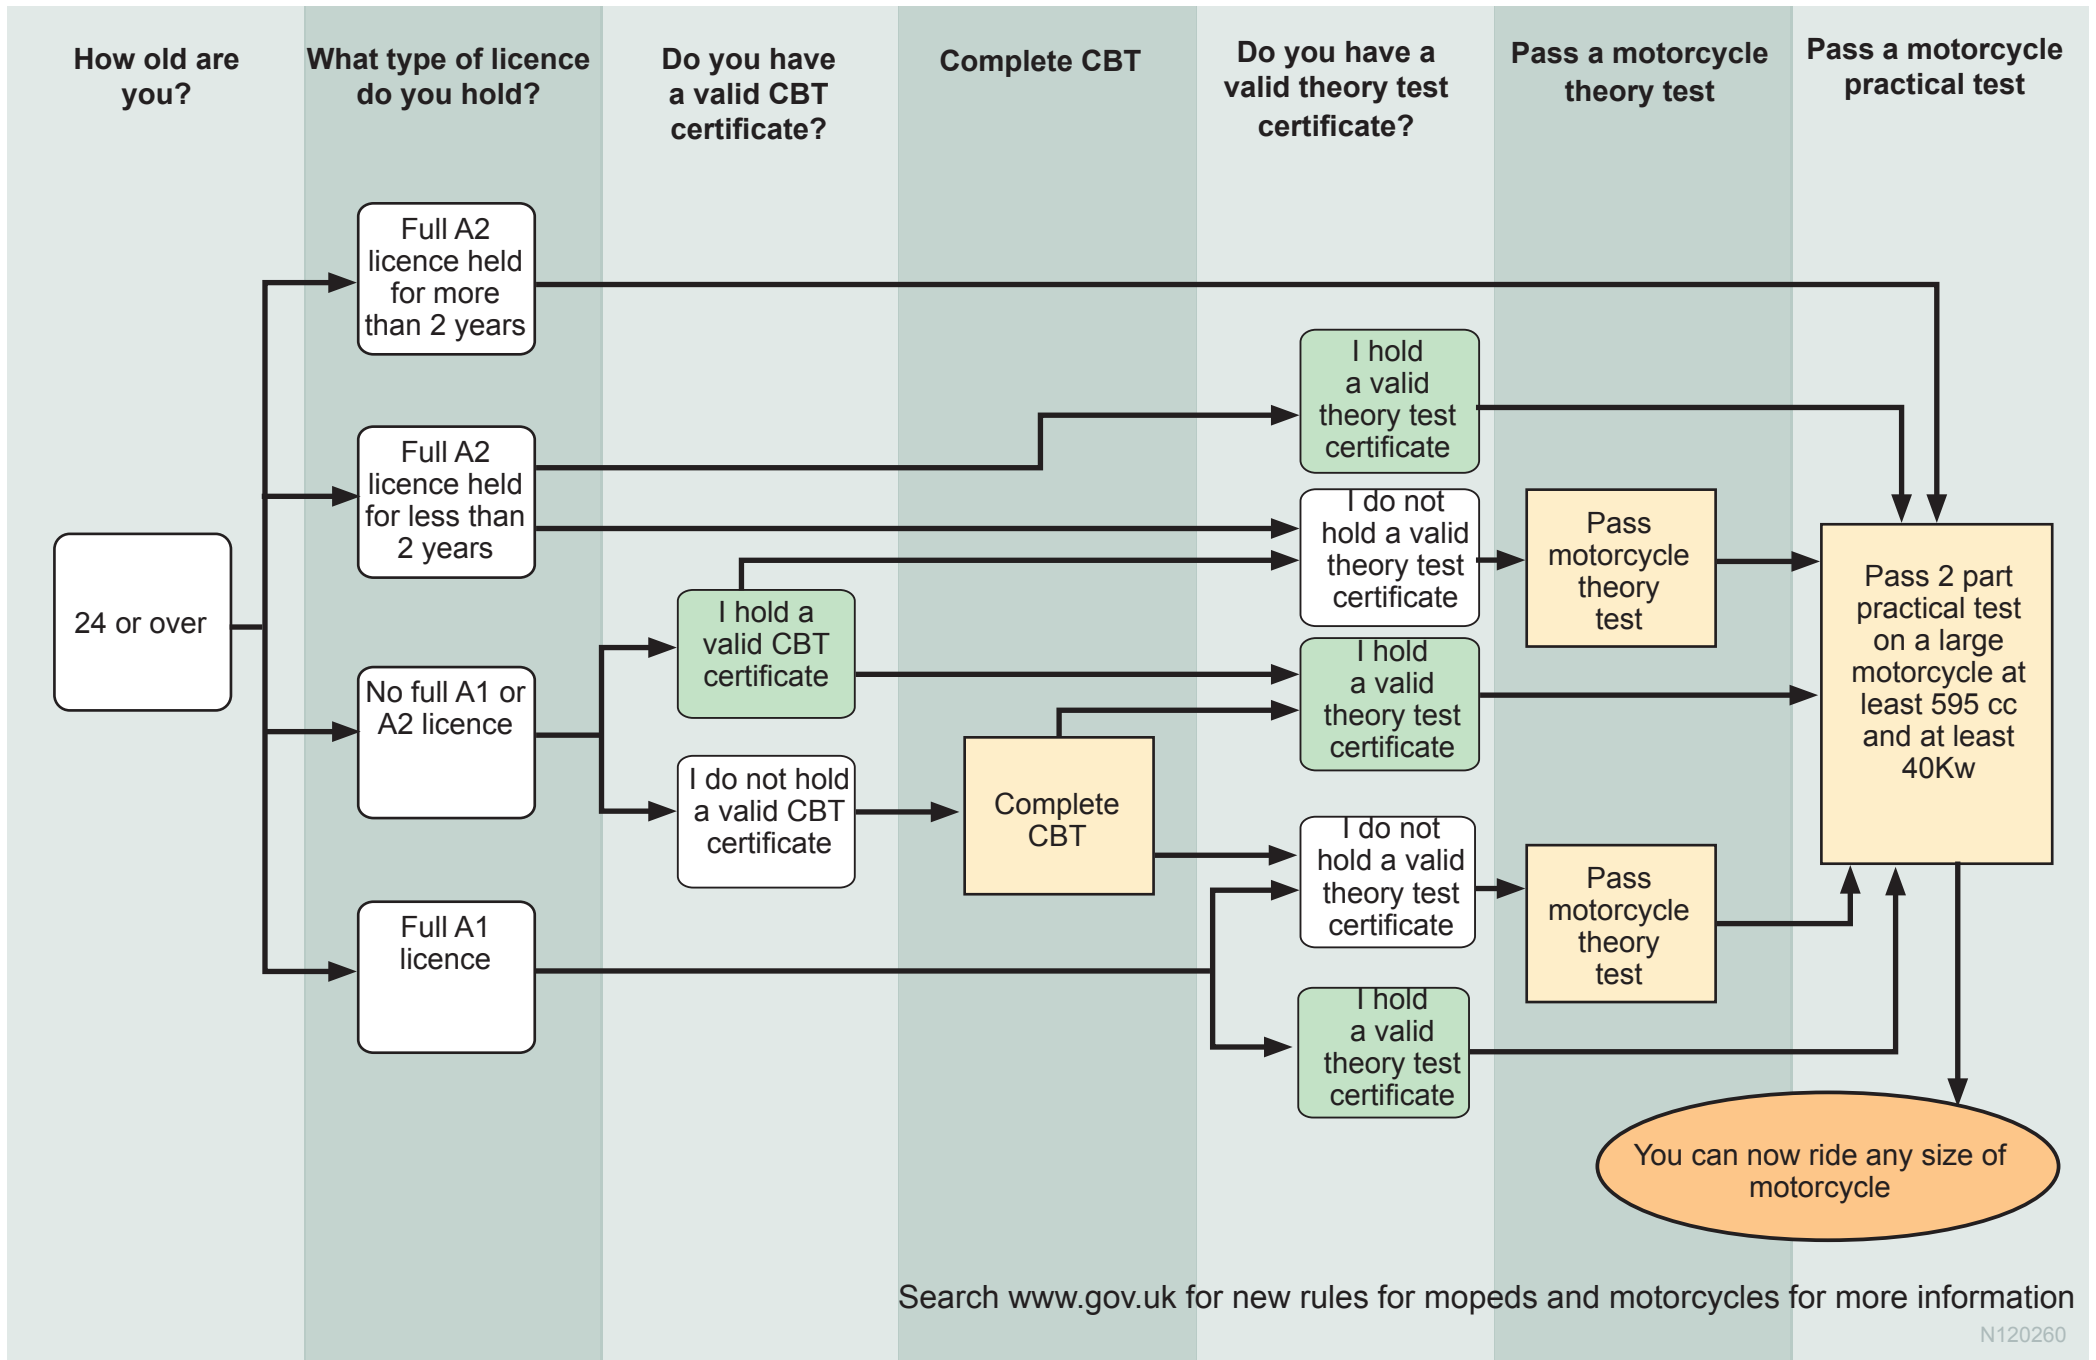 How old are
you?
What type of licence
do you hold?
Do you have
a valid CBT
certificate?
Complete CBT
Do you have a
valid theory test
certificate?
Pass a motorcycle
theory test
Pass a motorcycle
practical test
24 or over
Full A2
licence held
for more
than 2 years
Full A2
licence held
for less than
2 years
No full A1 or
A2 licence
Full A1
licence
I hold a
valid CBT
certificate
I do not hold
a valid CBT
certificate
Complete
CBT
I hold
a valid
theory test
certificate
I do not
hold a valid
theory test
certificate
I hold
a valid
theory test
certificate
I do not
hold a valid
theory test
certificate
I hold
a valid
theory test
certificate
Pass
motorcycle
theory
test
Pass
motorcycle
theory
test
Pass 2 part
practical test
on a large
motorcycle at
least 595 cc
and at least
40Kw
You can now ride any size of
motorcycle
Search www.gov.uk for new rules for mopeds and motorcycles for more information
N120260